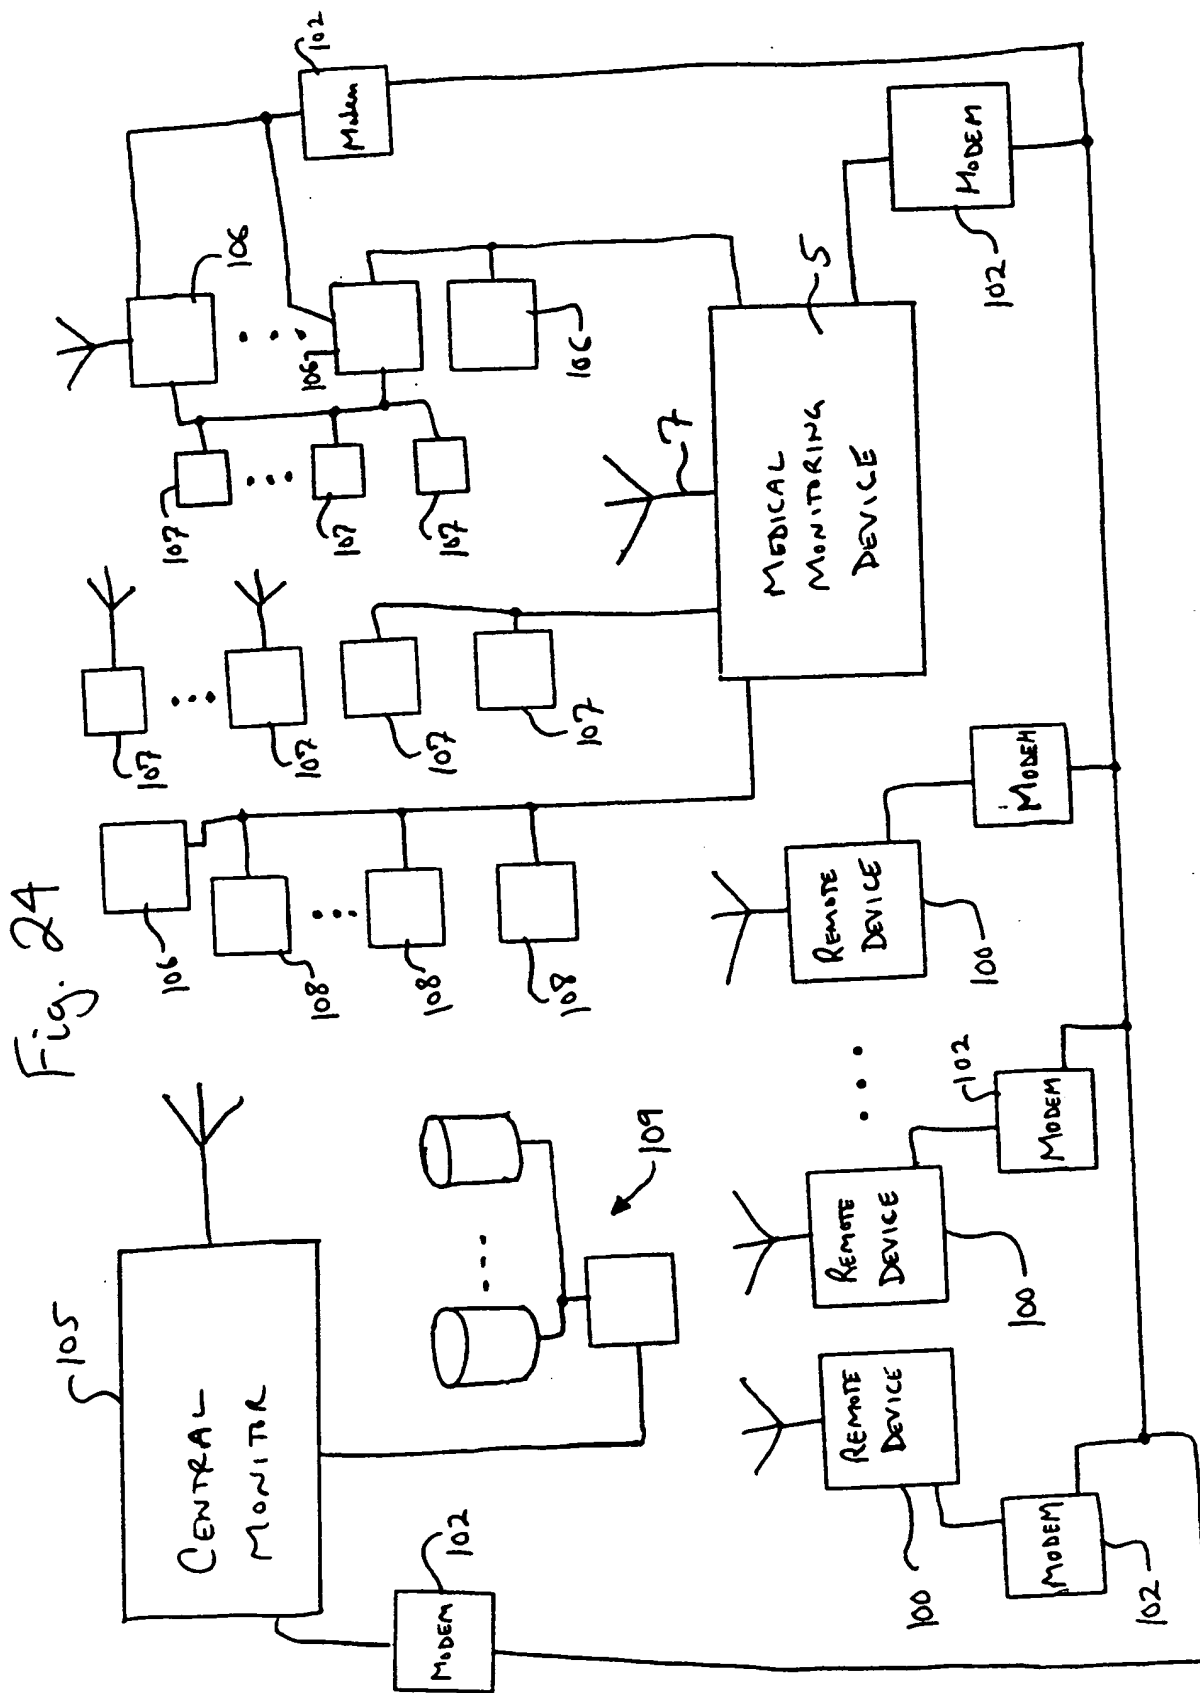 Fig. 24
105
CENTRAL
MONITOR
102
MODEM
109
106
108
108
108
107
107
107
107
107
107
107
106
106
106
102
Modem
7
5
MEDICAL
MONITORING
DEVICE
MODEM
102
REMOTE
DEVICE
100
MODEM
102
REMOTE
DEVICE
100
102
MODEM
REMOTE
DEVICE
100
MODEM